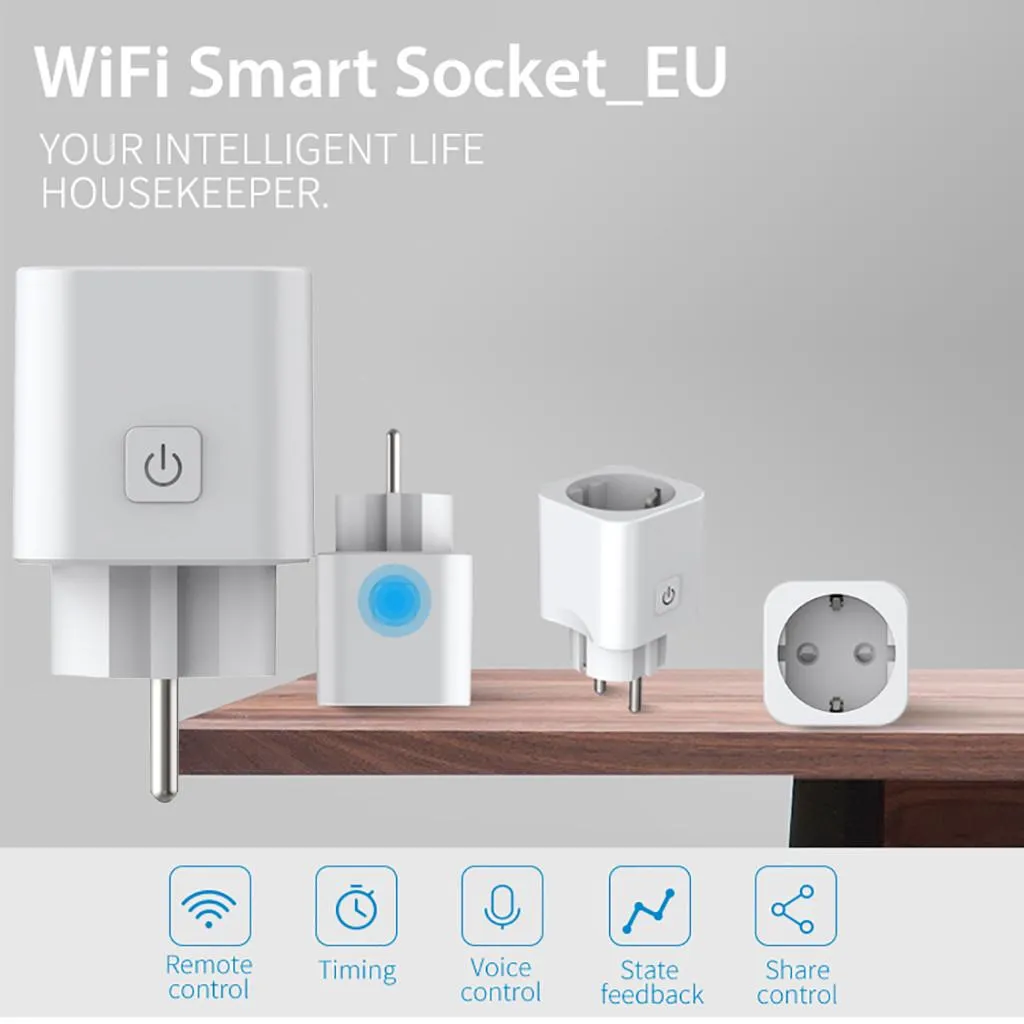 WiFi Smart Socket_EU
YOUR INTELLIGENT LIFE
HOUSEKEEPER.
Remote
control
Timing
Voice
control
State
feedback
Share
control